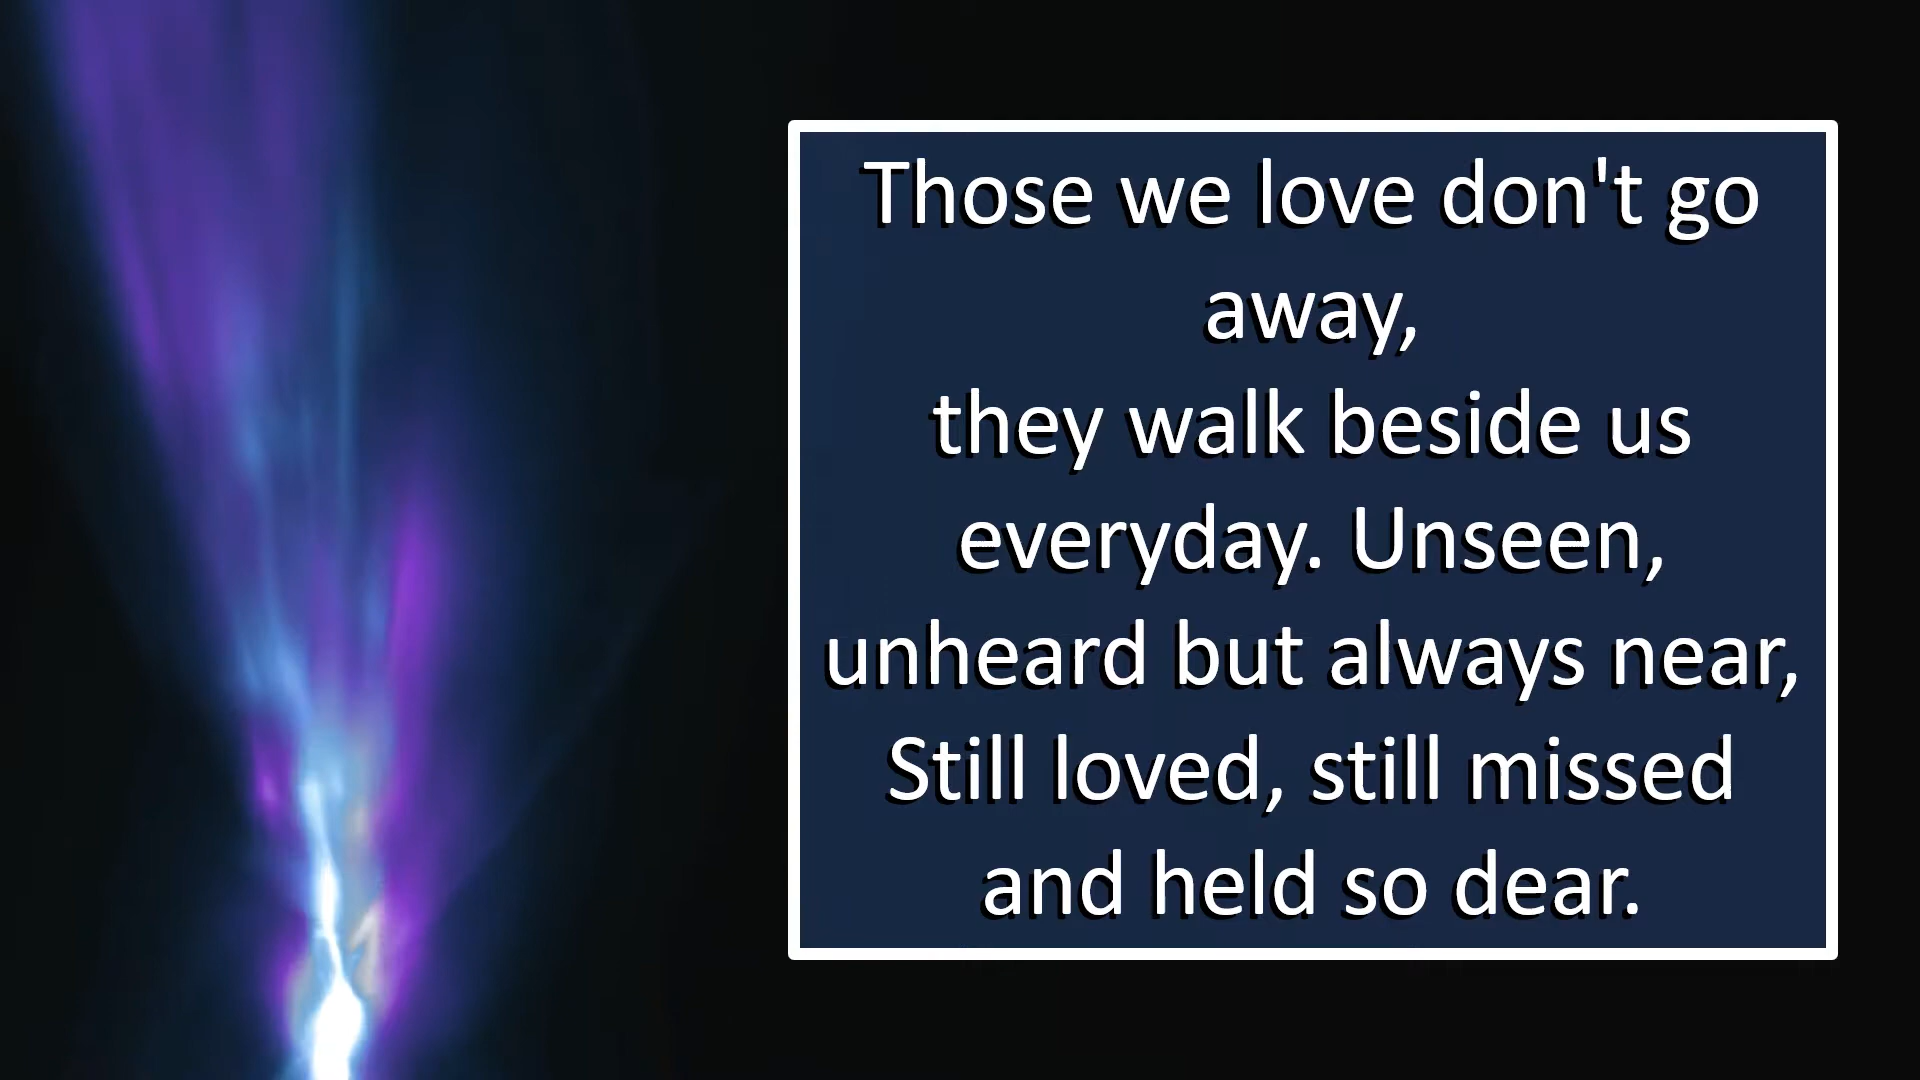 Those we love don't go
away,
they walk beside us
everyday. Unseen,
unheard but always near,
Still loved, still missed
and held so dear.